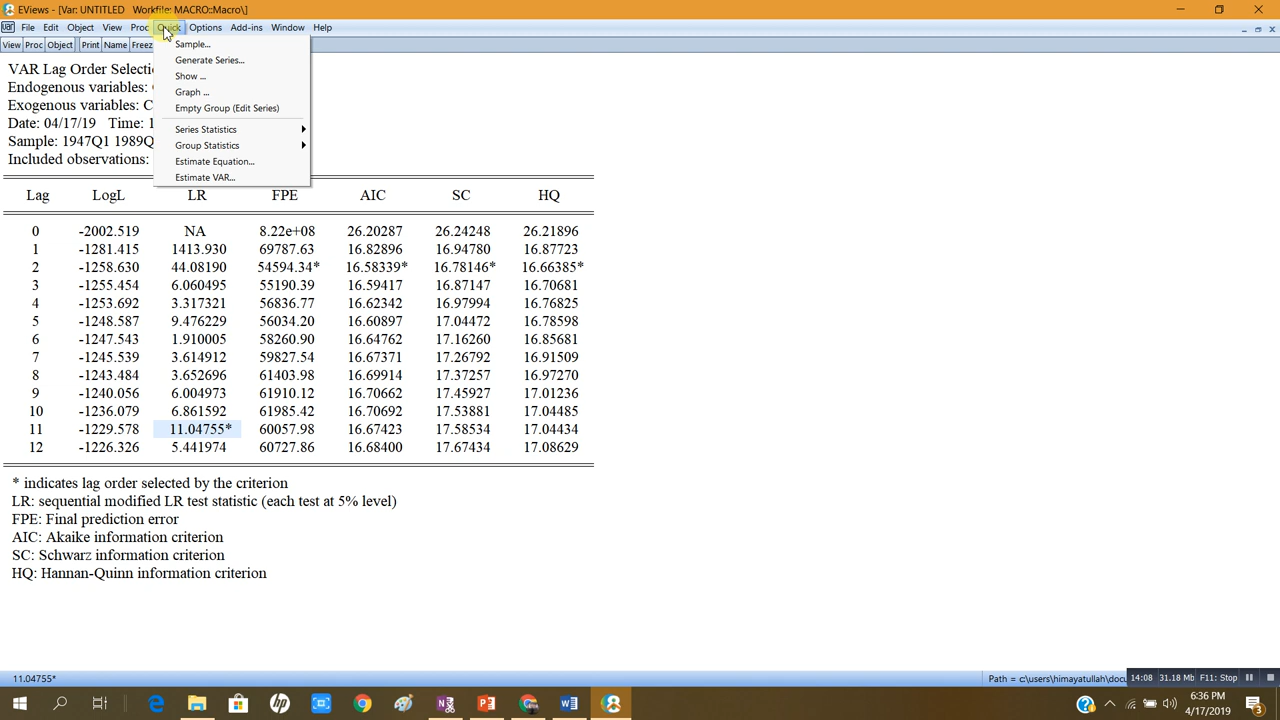 EViews - [Var: UNTITLED   Workfile: MACRO::Macro\]
File Edit Object View Proc Quick Options Add-ins Window Help
View Proc Object Print Name Freez
Sample...
Generate Series...
Show ...
Graph ...
Empty Group (Edit Series)
Series Statistics
Group Statistics
Estimate Equation...
Estimate VAR...
VAR Lag Order Selecti
Endogenous variables:
Exogenous variables: C
Date: 04/17/19   Time: 1
Sample: 1947Q1 1989Q
Included observations:
Lag LogL LR FPE AIC SC HQ
0 -2002.519 NA 8.22e+08 26.20287 26.24248 26.21896
1 -1281.415 1413.930 69787.63 16.82896 16.94780 16.87723
2 -1258.630 44.08190 54594.34* 16.58339* 16.78146* 16.66385*
3 -1255.454 6.060495 55190.39 16.59417 16.87147 16.70681
4 -1253.692 3.317321 56836.77 16.62342 16.97994 16.76825
5 -1248.587 9.476229 56034.20 16.60897 17.04472 16.78598
6 -1247.543 1.910005 58260.90 16.64762 17.16260 16.85681
7 -1245.539 3.614912 59827.54 16.67371 17.26792 16.91509
8 -1243.484 3.652696 61403.98 16.69914 17.37257 16.97270
9 -1240.056 6.004973 61910.12 16.70662 17.45927 17.01236
10 -1236.079 6.861592 61985.42 16.70692 17.53881 17.04485
11 -1229.578 11.04755* 60057.98 16.67423 17.58534 17.04434
12 -1226.326 5.441974 60727.86 16.68400 17.67434 17.08629
* indicates lag order selected by the criterion
LR: sequential modified LR test statistic (each test at 5% level)
FPE: Final prediction error
AIC: Akaike information criterion
SC: Schwarz information criterion
HQ: Hannan-Quinn information criterion
11.04755*
Path = c:\users\himayatullah\docu
14:08 31.18 Mb F11: Stop
6:36 PM
4/17/2019
3